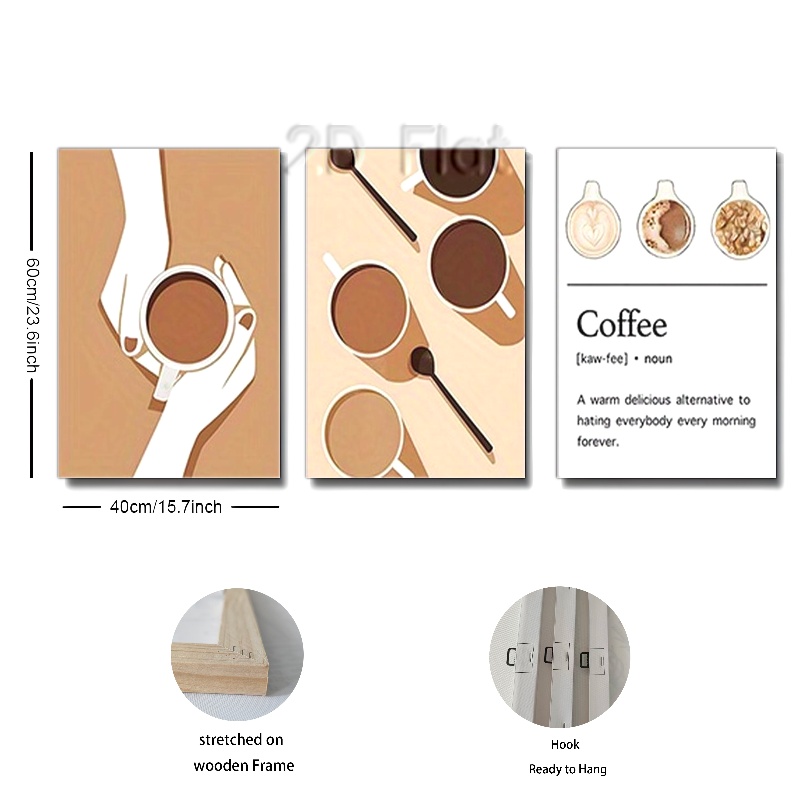 2D Flat
60cm/23.6inch
Coffee
[kaw-fee] • noun
A warm delicious alternative to
hating everybody every morning
forever.
40cm/15.7inch
stretched on
wooden Frame
Hook
Ready to Hang